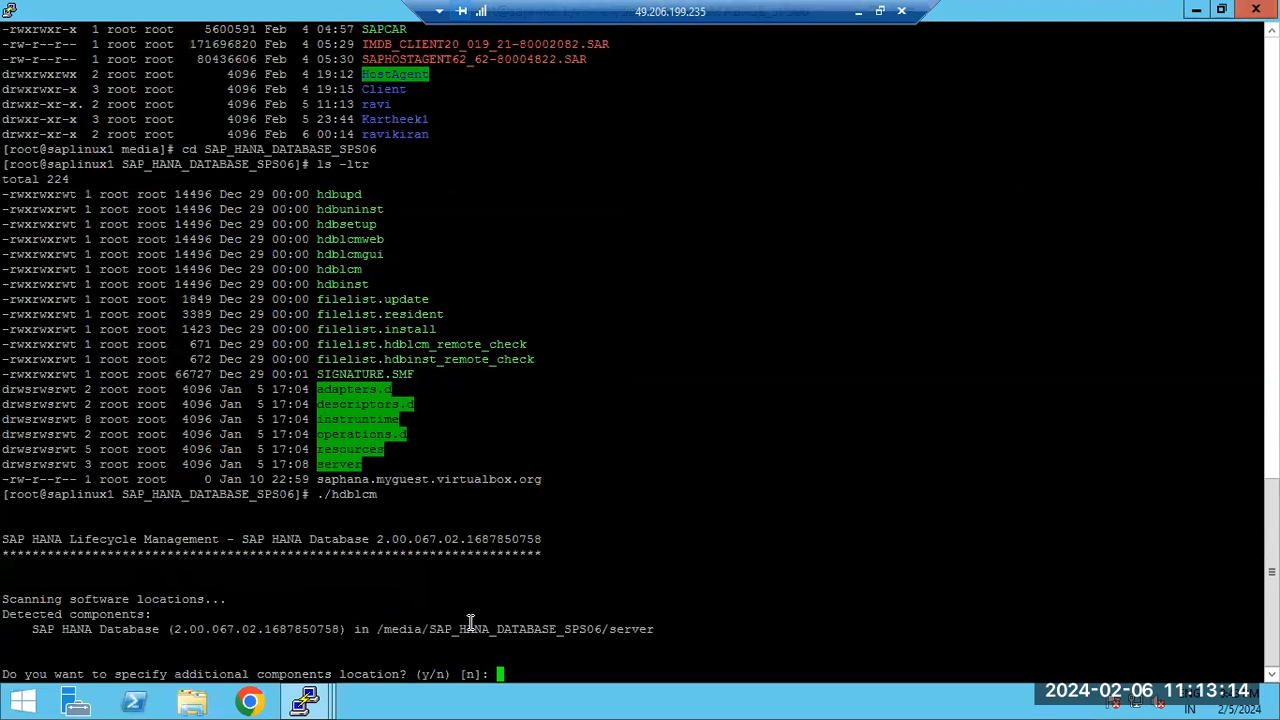 49.206.199.235
-rwxrwxr-x  1 root root   5600591 Feb  4 04:57 SAPCAR
-rw-r--r--  1 root root 171696820 Feb  4 05:29 IMDB_CLIENT20_019_21-80002082.SAR
-rw-r--r--  1 root root  80436606 Feb  4 05:30 SAPHOSTAGENT62_62-80004822.SAR
drwxrwxrwx  2 root root      4096 Feb  4 19:12 HostAgent
drwxrwxr-x  3 root root      4096 Feb  4 19:15 Client
drwxr-xr-x. 2 root root      4096 Feb  5 11:13 ravi
drwxr-xr-x  3 root root      4096 Feb  5 23:44 Kartheek1
drwxr-xr-x  2 root root      4096 Feb  6 00:14 ravikiran
[root@saplinux1 media]# cd SAP_HANA_DATABASE_SPS06
[root@saplinux1 SAP_HANA_DATABASE_SPS06]# ls -ltr
total 224
-rwxrwxrwt 1 root root 14496 Dec 29 00:00 hdbupd
-rwxrwxrwt 1 root root 14496 Dec 29 00:00 hdbuninst
-rwxrwxrwt 1 root root 14496 Dec 29 00:00 hdbsetup
-rwxrwxrwt 1 root root 14496 Dec 29 00:00 hdblcmweb
-rwxrwxrwt 1 root root 14496 Dec 29 00:00 hdblcmgui
-rwxrwxrwt 1 root root 14496 Dec 29 00:00 hdblcm
-rwxrwxrwt 1 root root 14496 Dec 29 00:00 hdbinst
-rwxrwxrwt 1 root root  1849 Dec 29 00:00 filelist.update
-rwxrwxrwt 1 root root  3389 Dec 29 00:00 filelist.resident
-rwxrwxrwt 1 root root  1423 Dec 29 00:00 filelist.install
-rwxrwxrwt 1 root root   671 Dec 29 00:00 filelist.hdblcm_remote_check
-rwxrwxrwt 1 root root   672 Dec 29 00:00 filelist.hdbinst_remote_check
-rwxrwxrwt 1 root root 66727 Dec 29 00:01 SIGNATURE.SMF
drwsrwsrwt 2 root root  4096 Jan  5 17:04 adapters.d
drwsrwsrwt 2 root root  4096 Jan  5 17:04 descriptors.d
drwsrwsrwt 8 root root  4096 Jan  5 17:04 instruntime
drwsrwsrwt 2 root root  4096 Jan  5 17:04 operations.d
drwsrwsrwt 5 root root  4096 Jan  5 17:04 resources
drwsrwsrwt 3 root root  4096 Jan  5 17:08 server
-rw-r--r-- 1 root root     0 Jan 10 22:59 saphana.myguest.virtualbox.org
[root@saplinux1 SAP_HANA_DATABASE_SPS06]# ./hdblcm
SAP HANA Lifecycle Management - SAP HANA Database 2.00.067.02.1687850758
************************************************************************
Scanning software locations...
Detected components:
SAP HANA Database (2.00.067.02.1687850758) in /media/SAP_HANA_DATABASE_SPS06/server
Do you want to specify additional components location? (y/n) [n]:
2024-02-06 11:13:14
IN
2/5/2024